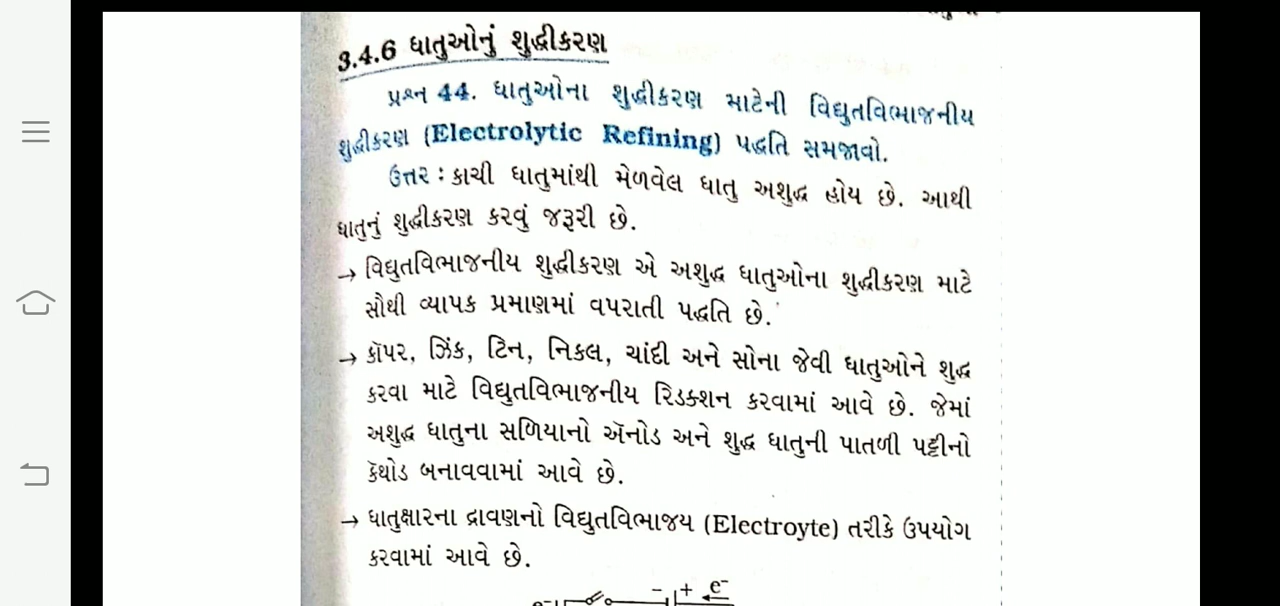 3.4.6 ધાતુઓનું શુદ્ધીકરણ
પ્રશ્ન 44. ધાતુઓના શુદ્ધીકરણ માટેની વિદ્યુતવિભાજનીય
શુદ્ધીકરણ (Electrolytic Refining) પદ્ધતિ સમજાવો.
ઉત્તર : કાચી ધાતુમાંથી મેળવેલ ધાતુ અશુદ્ધ હોય છે. આથી
ધાતુનું શુદ્ધીકરણ કરવું જરૂરી છે.
→ વિદ્યુતવિભાજનીય શુદ્ધીકરણ એ અશુદ્ધ ધાતુઓના શુદ્ધીકરણ માટે
સૌથી વ્યાપક પ્રમાણમાં વપરાતી પદ્ધતિ છે.
→ કૉપર, ઝિંક, ટિન, નિકલ, ચાંદી અને સોના જેવી ધાતુઓને શુદ્ધ
કરવા માટે વિદ્યુતવિભાજનીય રિડક્શન કરવામાં આવે છે. જેમાં
અશુદ્ધ ધાતુના સળિયાનો ઍનોડ અને શુદ્ધ ધાતુની પાતળી પટ્ટીનો
કૅથોડ બનાવવામાં આવે છે.
→ ધાતુક્ષારના દ્રાવણનો વિદ્યુતવિભાજય (Electroyte) તરીકે ઉપયોગ
કરવામાં આવે છે.
− + e⁻